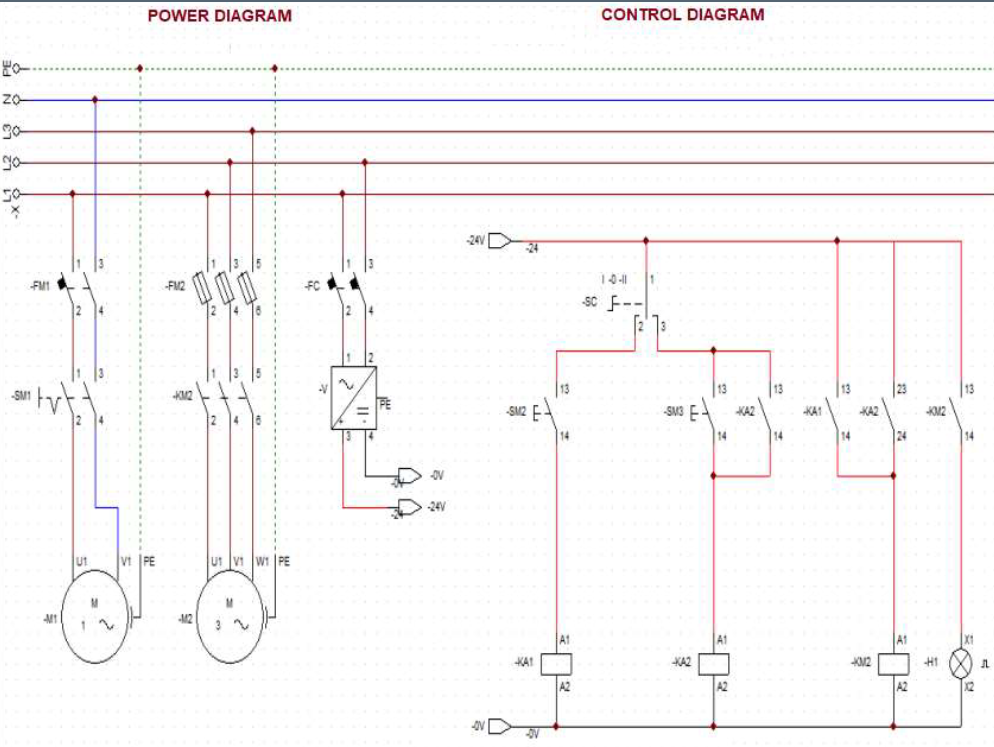 POWER DIAGRAM
CONTROL DIAGRAM
PE
N
L3
L2
L1
-X
-24V
-24
1 3
1 3 5
1 3
-FM1
-FM2
-FC
2 4
2 4 6
2 4
I -0 -II
1
-SC
2 3
1 3
1 3 5
1 2
-SM1
-KM2
-V
PE
2 4
2 4 6
3 4
13
13
13
13
23
13
-SM2
-SM3
-KA2
-KA1
-KA2
-KM2
14
14
14
14
24
14
-0V
-0V
-24
-24V
U1 V1 PE
U1 V1 W1 PE
-M1
M
1
-M2
M
3
A1
A1
A1
X1
-KA1
-KA2
-KM2
-H1
A2
A2
A2
X2
-0V
-0V